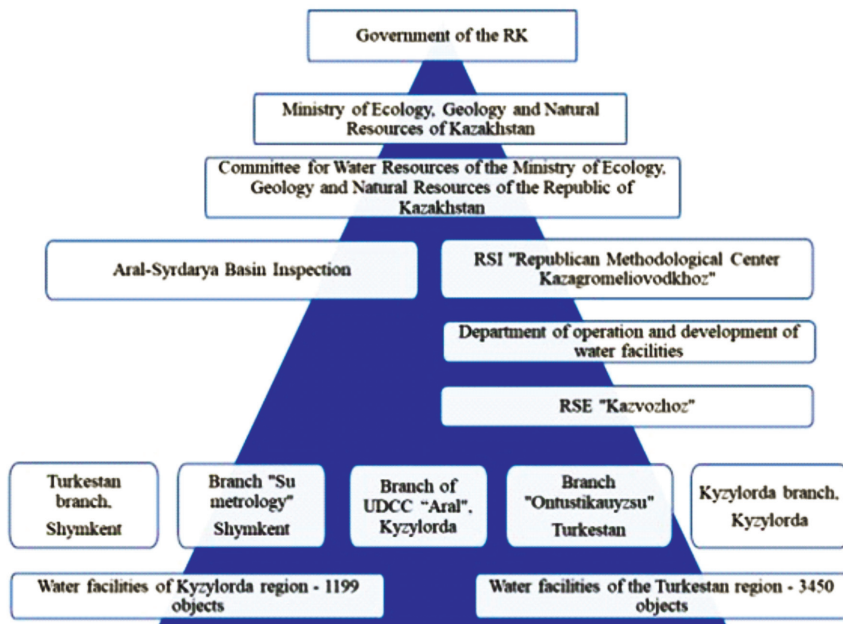 Government of the RK
Ministry of Ecology, Geology and Natural
Resources of Kazakhstan
Committee for Water Resources of the Ministry of Ecology,
Geology and Natural Resources of the Republic of
Kazakhstan
Aral-Syrdarya Basin Inspection
RSI "Republican Methodological Center
Kazagromeliovodkhoz"
Department of operation and development of
water facilities
RSE "Kazvozhoz"
Turkestan
branch,
Shymkent
Branch "Su
metrology"
Shymkent
Branch of
UDCC “Aral”,
Kyzylorda
Branch
"Ontustikauyzsu"
Turkestan
Kyzylorda branch,
Kyzylorda
Water facilities of Kyzylorda region - 1199
objects
Water facilities of the Turkestan region - 3450
objects